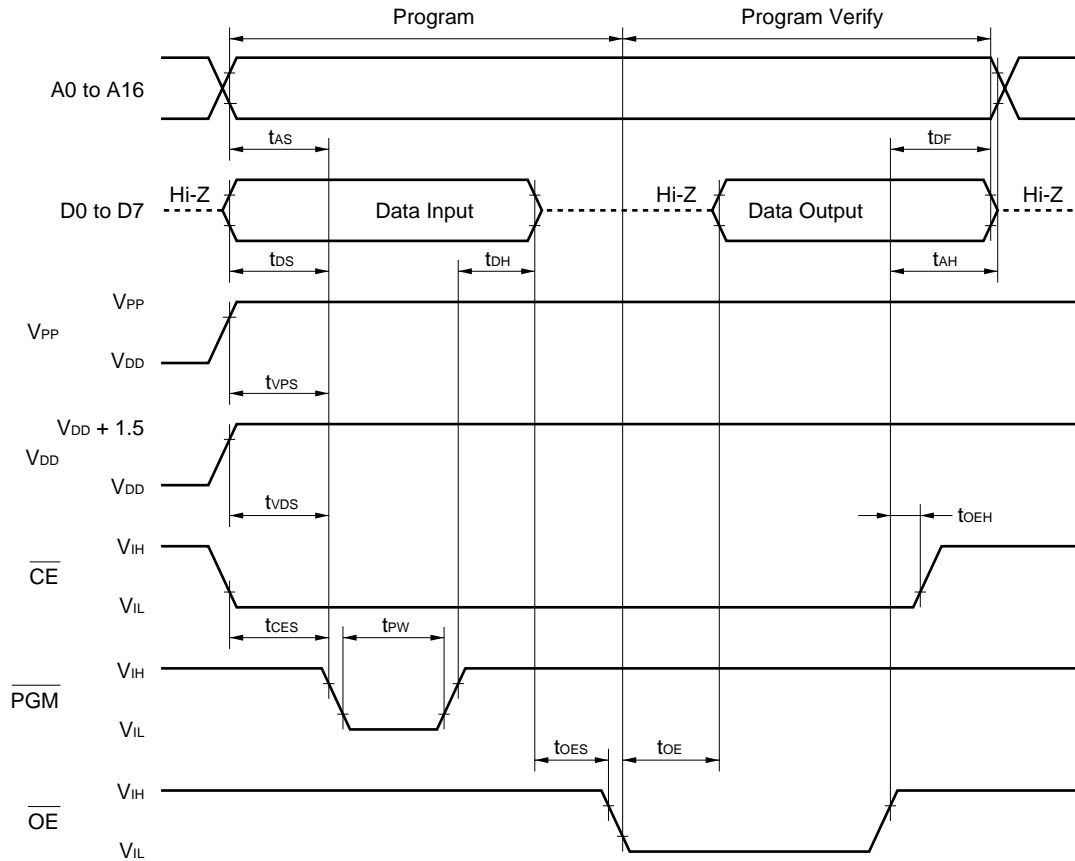 Program Program Verify
A0 to A16
tAS tDF
Hi-Z Hi-Z Hi-Z
D0 to D7 Data Input Data Output
tDS tDH tAH
VPP
VPP
VDD
tVPS
VDD + 1.5
VDD
VDD
tVDS tOEH
VIH
CE
VIL
tCES tPW
VIH
PGM
VIL
tOES tOE
VIH
OE
VIL